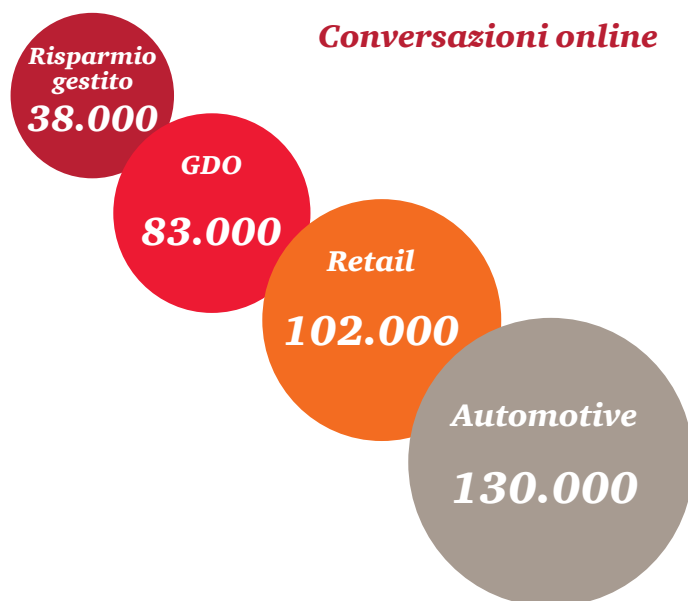 Conversazioni online
Risparmio
gestito
38.000
GDO
83.000
Retail
102.000
Automotive
130.000